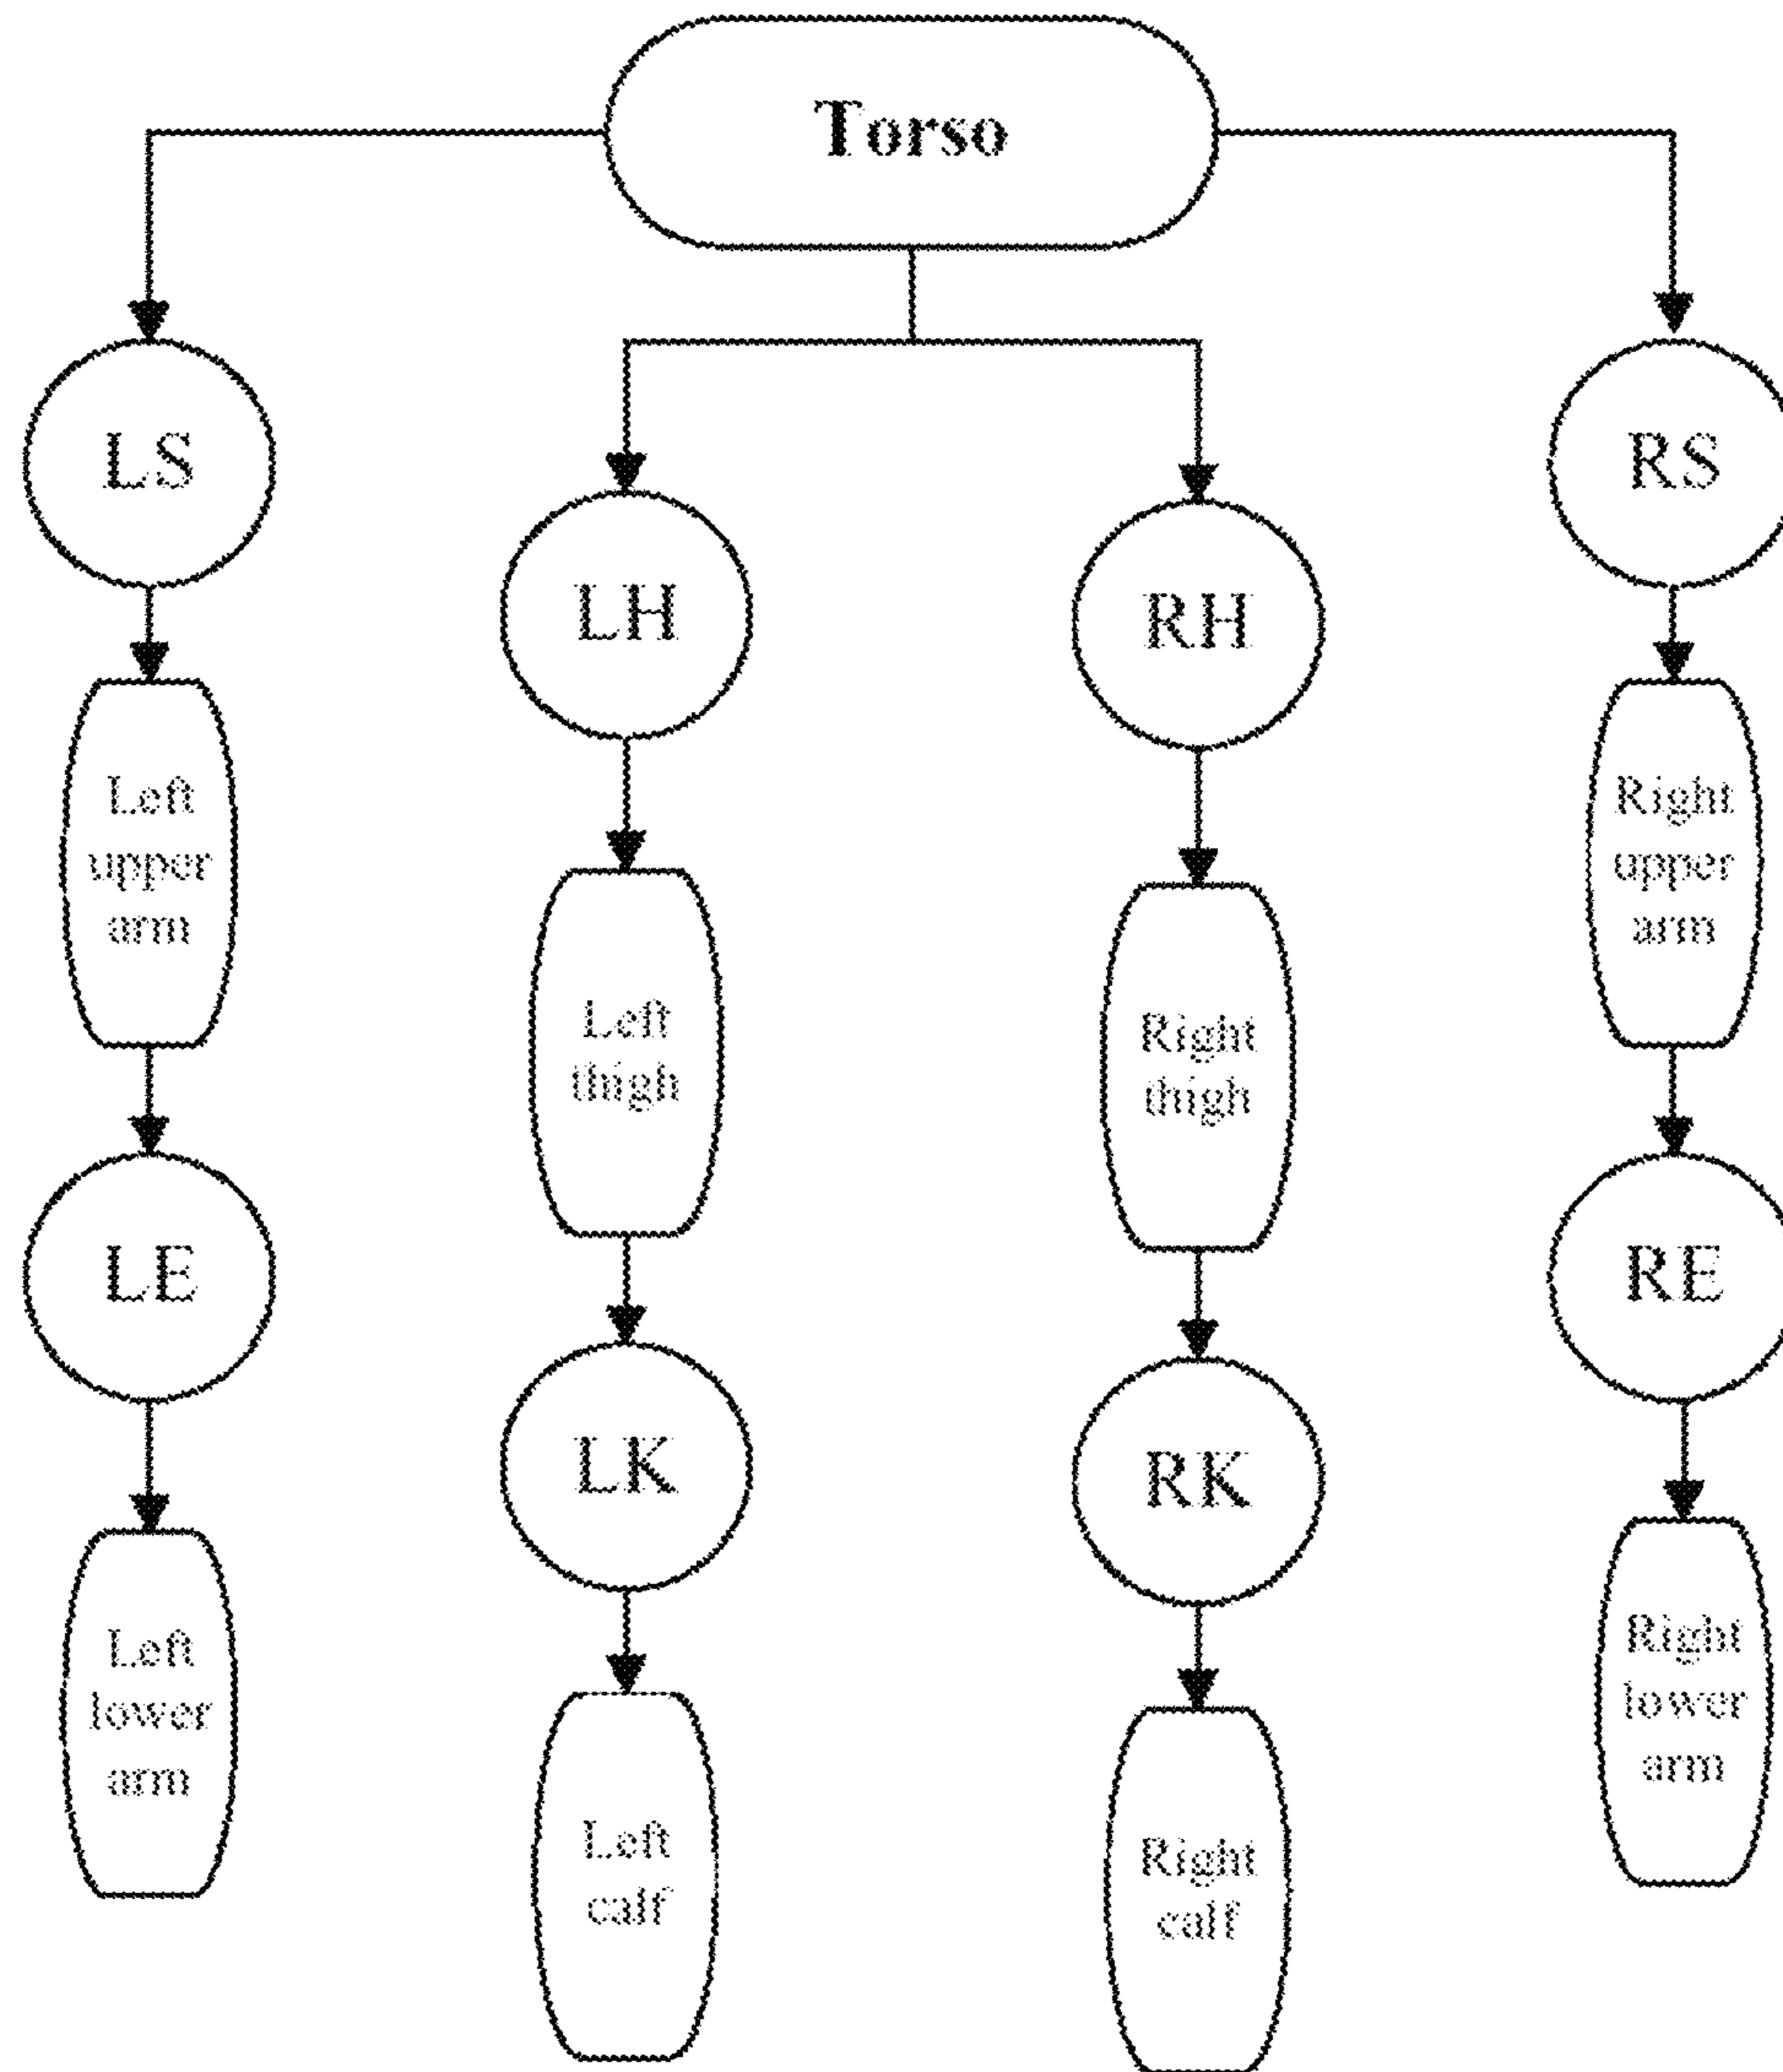 Torso
LS
RS
LH
RH
Left
upper
arm
Right
upper
arm
Left
thigh
Right
thigh
LE
RE
LK
RK
Left
lower
arm
Right
lower
arm
Left
calf
Right
calf